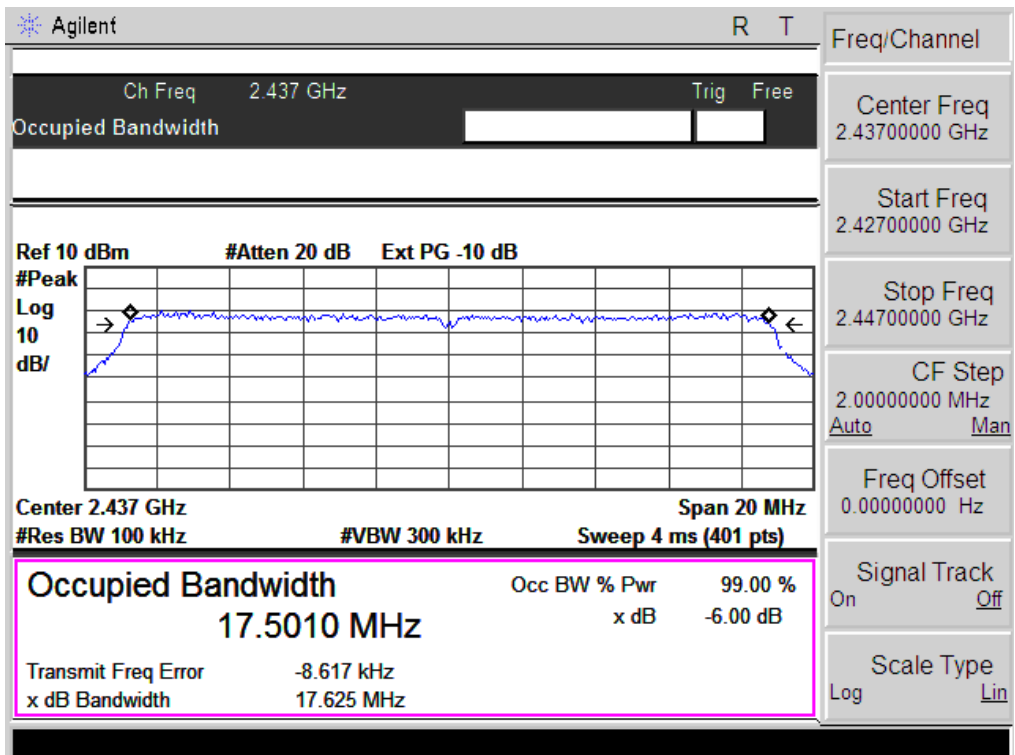 Agilent R T
Ch Freq 2.437 GHz Trig Free
Occupied Bandwidth
Ref 10 dBm #Atten 20 dB Ext PG -10 dB
#Peak
Log
10
dB/
Center 2.437 GHz Span 20 MHz
#Res BW 100 kHz #VBW 300 kHz Sweep 4 ms (401 pts)
Occupied Bandwidth Occ BW % Pwr 99.00 %
17.5010 MHz x dB -6.00 dB
Transmit Freq Error -8.617 kHz
x dB Bandwidth 17.625 MHz
Freq/Channel
Center Freq
2.43700000 GHz
Start Freq
2.42700000 GHz
Stop Freq
2.44700000 GHz
CF Step
2.00000000 MHz
Auto Man
Freq Offset
0.00000000 Hz
Signal Track
On Off
Scale Type
Log Lin